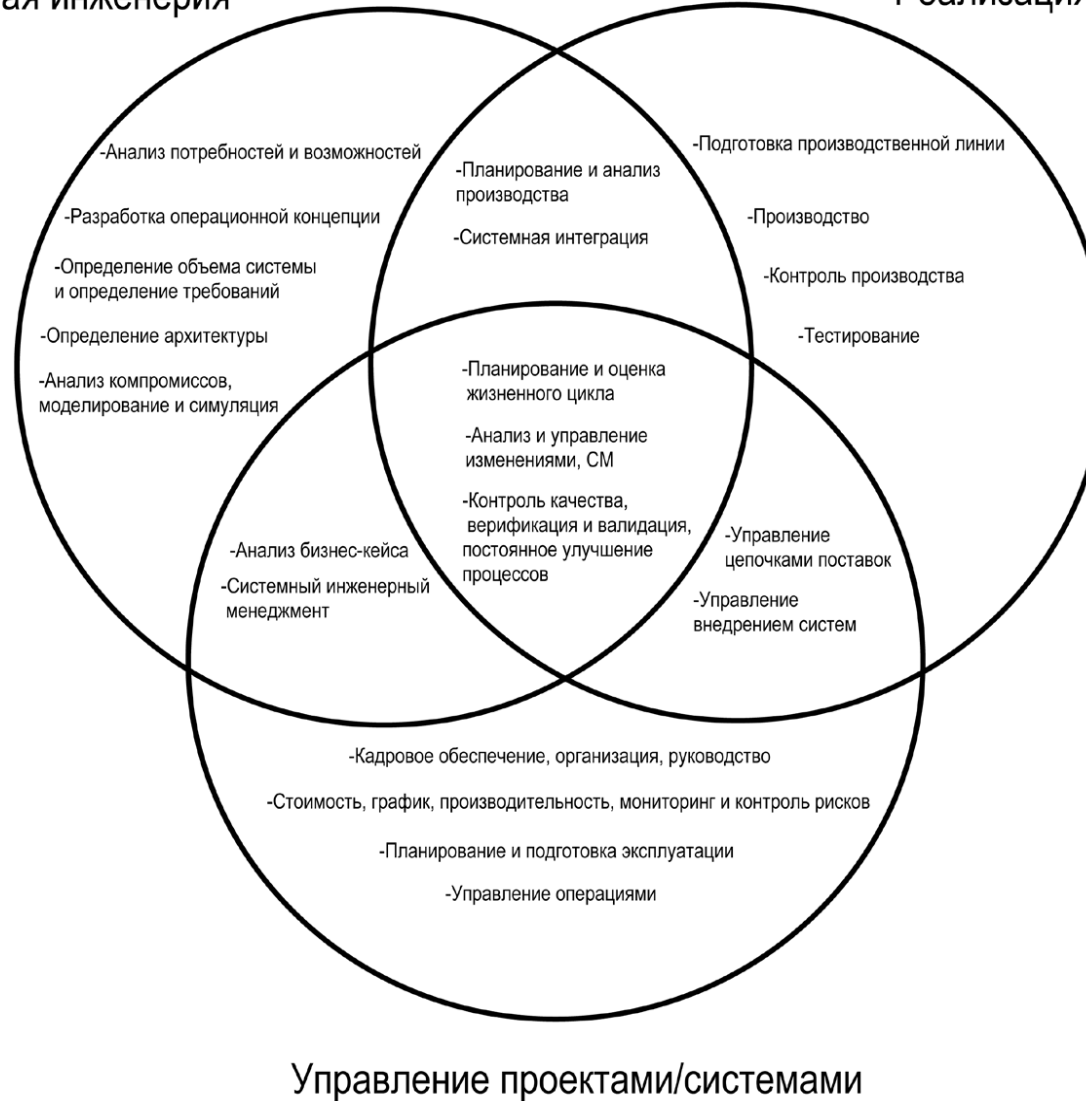 ая инженерия
Реализация
-Анализ потребностей и возможностей
-Разработка операционной концепции
-Определение объема системы
и определение требований
-Определение архитектуры
-Анализ компромиссов,
моделирование и симуляция
-Планирование и анализ
производства
-Системная интеграция
-Подготовка производственной линии
-Производство
-Контроль производства
-Тестирование
-Планирование и оценка
жизненного цикла
-Анализ и управление
изменениями, СМ
-Контроль качества,
верификация и валидация,
постоянное улучшение
процессов
-Анализ бизнес-кейса
-Системный инженерный
менеджмент
-Управление
цепочками поставок
-Управление
внедрением систем
-Кадровое обеспечение, организация, руководство
-Стоимость, график, производительность, мониторинг и контроль рисков
-Планирование и подготовка эксплуатации
-Управление операциями
Управление проектами/системами